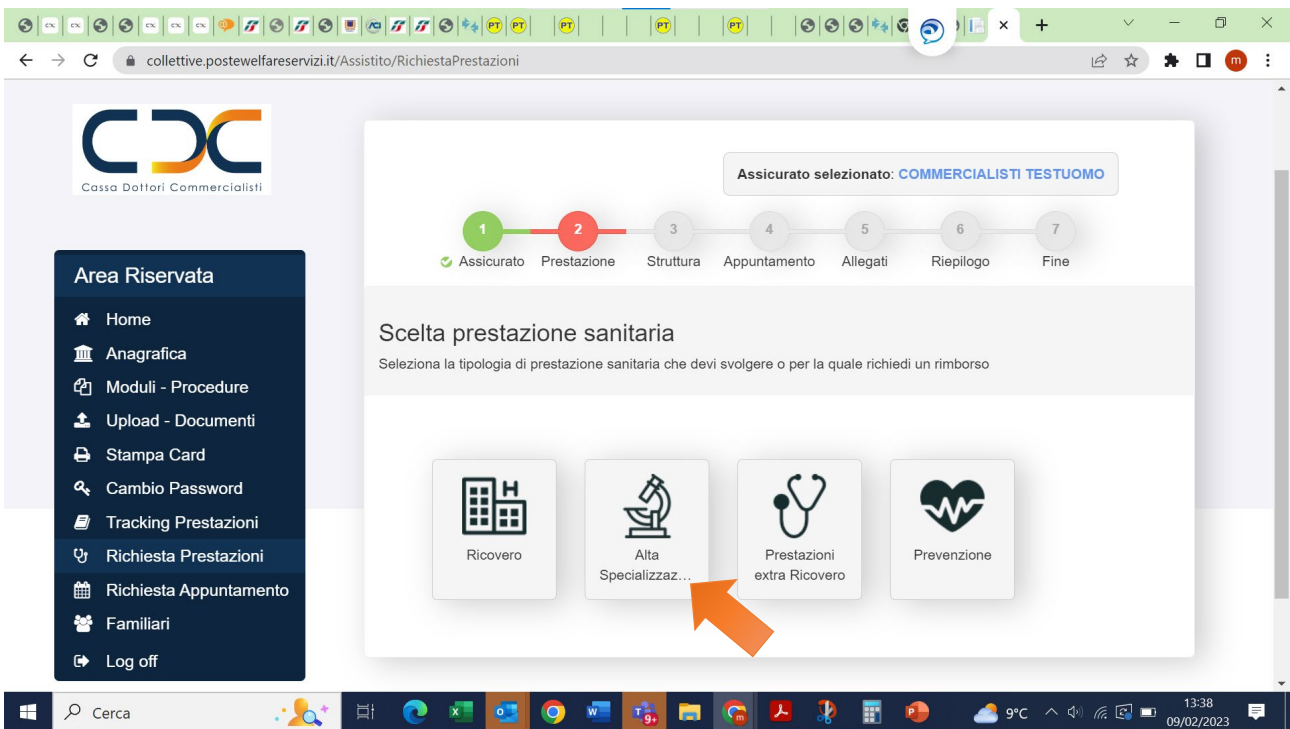 collettive.postewelfareservizi.it/Assistito/RichiestaPrestazioni
m
CDC
Cassa Dottori Commercialisti
Assicurato selezionato: COMMERCIALISTI TESTUOMO
1 2 3 4 5 6 7
Assicurato Prestazione Struttura Appuntamento Allegati Riepilogo Fine
Area Riservata
Home
Anagrafica
Moduli - Procedure
Upload - Documenti
Stampa Card
Cambio Password
Tracking Prestazioni
Richiesta Prestazioni
Richiesta Appuntamento
Familiari
Log off
Scelta prestazione sanitaria
Seleziona la tipologia di prestazione sanitaria che devi svolgere o per la quale richiedi un rimborso
H
Ricovero
Alta
Specializzaz...
Prestazioni
extra Ricovero
Prevenzione
Cerca
9+
9°C
13:38
09/02/2023